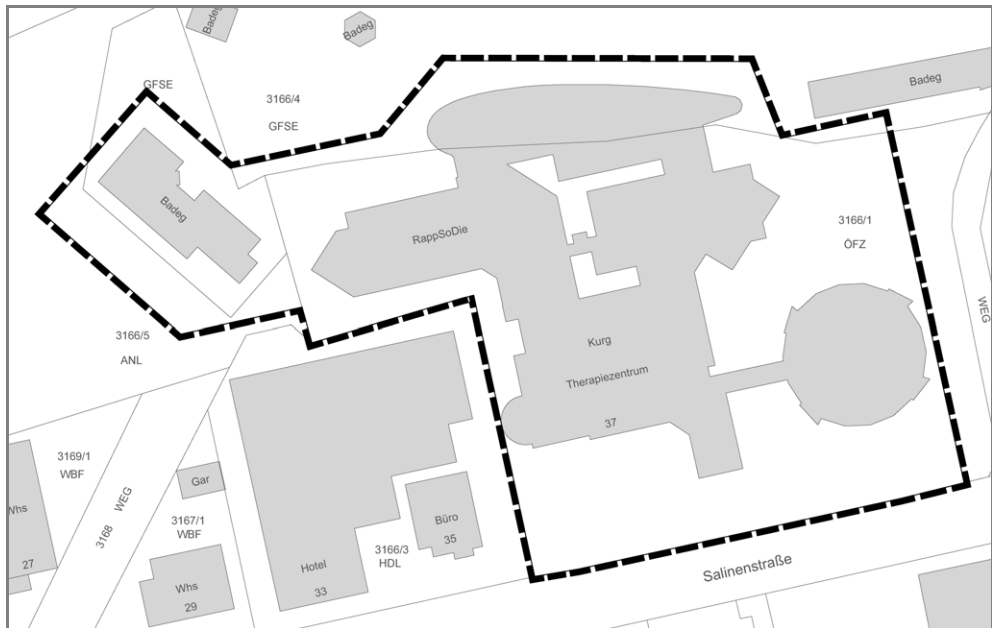 Badeg
Badeg
GFSE
3166/4
GFSE
Badeg
Badeg
RappSoDie
3166/1
ÖFZ
WEG
3166/5
ANL
Kurg
Therapiezentrum
37
3169/1
WBF
3168 WEG
Gar
Whs
27
3167/1
WBF
Büro
35
3166/3
HDL
Hotel
33
Whs
29
Salinenstraße